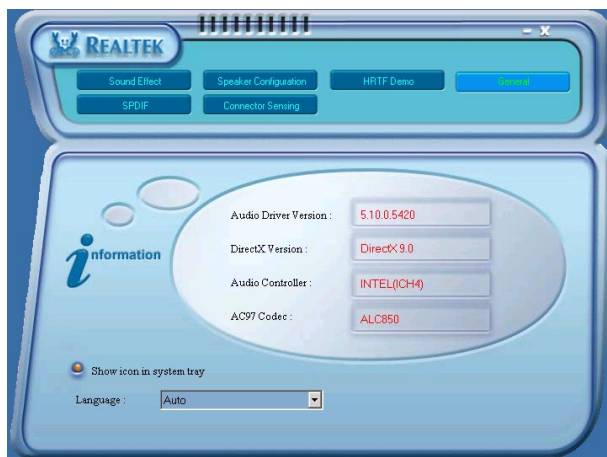 REALTEK
Sound Effect
Speaker Configuration
HRTF Demo
General
SPDIF
Connector Sensing
information
Audio Driver Version :
5.10.0.5420
DirectX Version :
DirectX 9.0
Audio Controller :
INTEL(ICH4)
AC97 Codec :
ALC850
Show icon in system tray
Language :
Auto